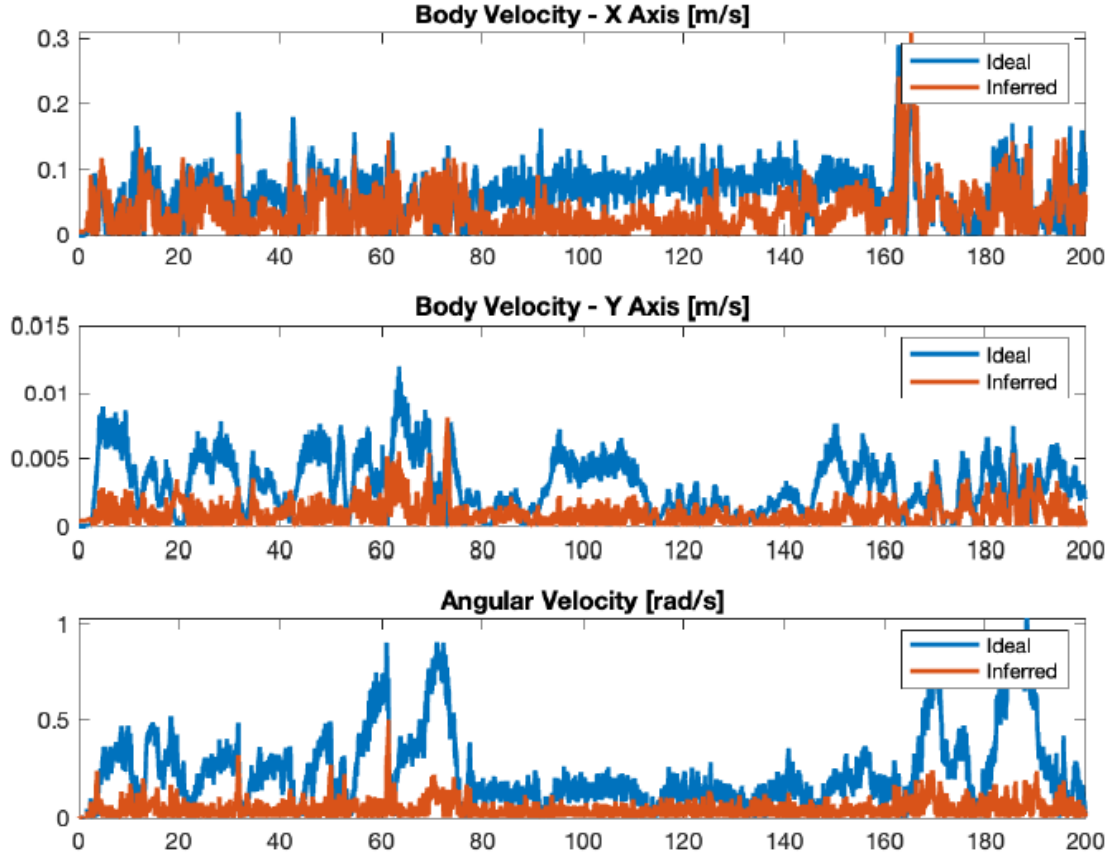 Body Velocity - X Axis [m/s]
0.3
0.2
0.1
0
Ideal
Inferred
0 20 40 60 80 100 120 140 160 180 200
Body Velocity - Y Axis [m/s]
0.015
0.01
0.005
0
Ideal
Inferred
0 20 40 60 80 100 120 140 160 180 200
Angular Velocity [rad/s]
1
0.5
0
Ideal
Inferred
0 20 40 60 80 100 120 140 160 180 200